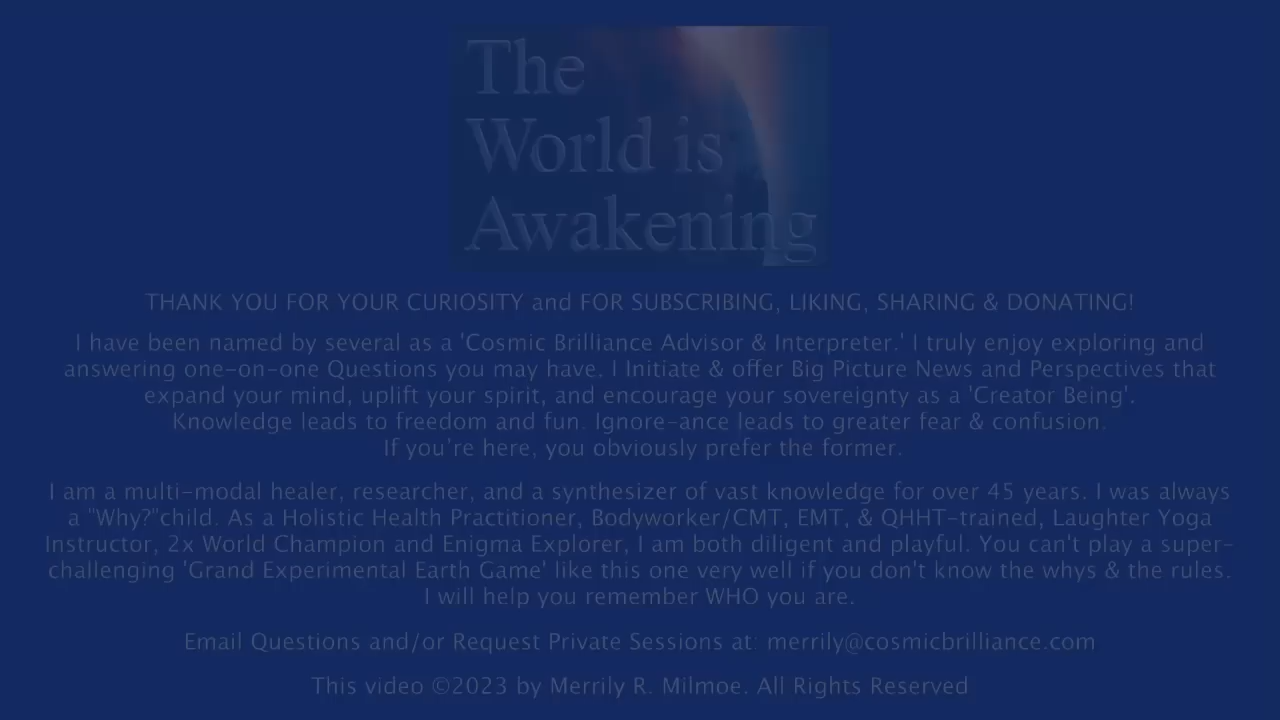 The
World is
Awakening
THANK YOU FOR YOUR CURIOSITY and FOR SUBSCRIBING, LIKING, SHARING & DONATING!
I have been named by several as a 'Cosmic Brilliance Advisor & Interpreter.' I truly enjoy exploring and
answering one-on-one Questions you may have. I Initiate & offer Big Picture News and Perspectives that
expand your mind, uplift your spirit, and encourage your sovereignty as a 'Creator Being'.
Knowledge leads to freedom and fun. Ignore-ance leads to greater fear & confusion.
If you're here, you obviously prefer the former.
I am a multi-modal healer, researcher, and a synthesizer of vast knowledge for over 45 years. I was always
a "Why?"child. As a Holistic Health Practitioner, Bodyworker/CMT, EMT, & QHHT-trained, Laughter Yoga
Instructor, 2x World Champion and Enigma Explorer, I am both diligent and playful. You can't play a super-
challenging 'Grand Experimental Earth Game' like this one very well if you don't know the whys & the rules.
I will help you remember WHO you are.
Email Questions and/or Request Private Sessions at: merrily@cosmicbrilliance.com
This video ©2023 by Merrily R. Milmoe. All Rights Reserved